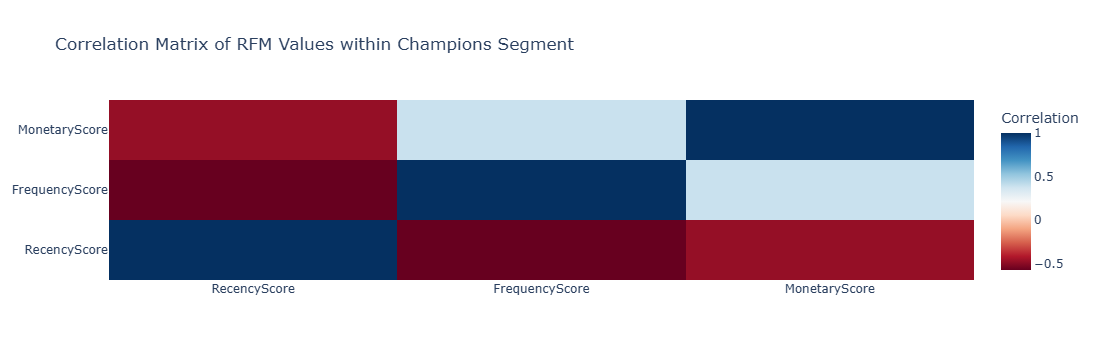 Correlation Matrix of RFM Values within Champions Segment
Correlation
MonetaryScore
FrequencyScore
RecencyScore
RecencyScore FrequencyScore MonetaryScore
1
0.5
0
−0.5